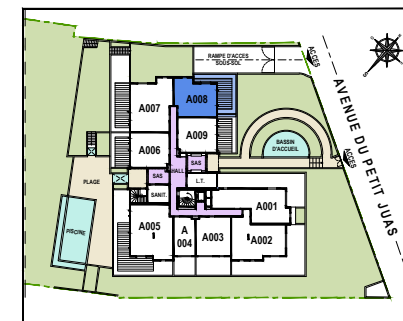 RAMPE D'ACCES
SOUS-SOL
ACCES
AVENUE DU PETIT JUAS
A007
A008
A009
A006
BASSIN
D'ACCUEIL
ACCES
SAS
HALL
PLAGE
SAS
L.T.
SANIT.
A001
PISCINE
A005
A
004
A003
A002